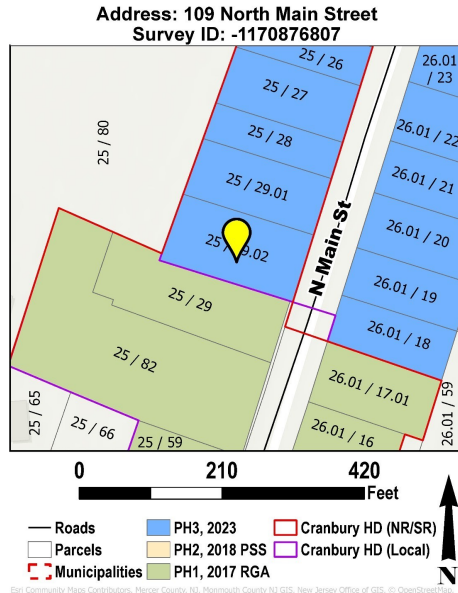 Address: 109 North Main Street
Survey ID: -1170876807
25 / 26
26.01
/ 23
25 / 27
25 / 80
25 / 28
26.01 / 22
25 / 29.01
26.01 / 21
26.01 / 20
N-Main-St
25 / 29
26.01 / 19
26.01 / 18
25 / 82
26.01 / 17.01
26.01 / 59
25 / 65
25 / 66
25 / 59
26.01 / 16
0 210 420
Feet
Roads
Parcels
Municipalities
PH3, 2023
PH2, 2018 PSS
PH1, 2017 RGA
Cranbury HD (NR/SR)
Cranbury HD (Local)
N
Esri Community Maps Contributors, Mercer County, NJ, Monmouth County NJ GIS, New Jersey Office of GIS, © OpenStreetMap,